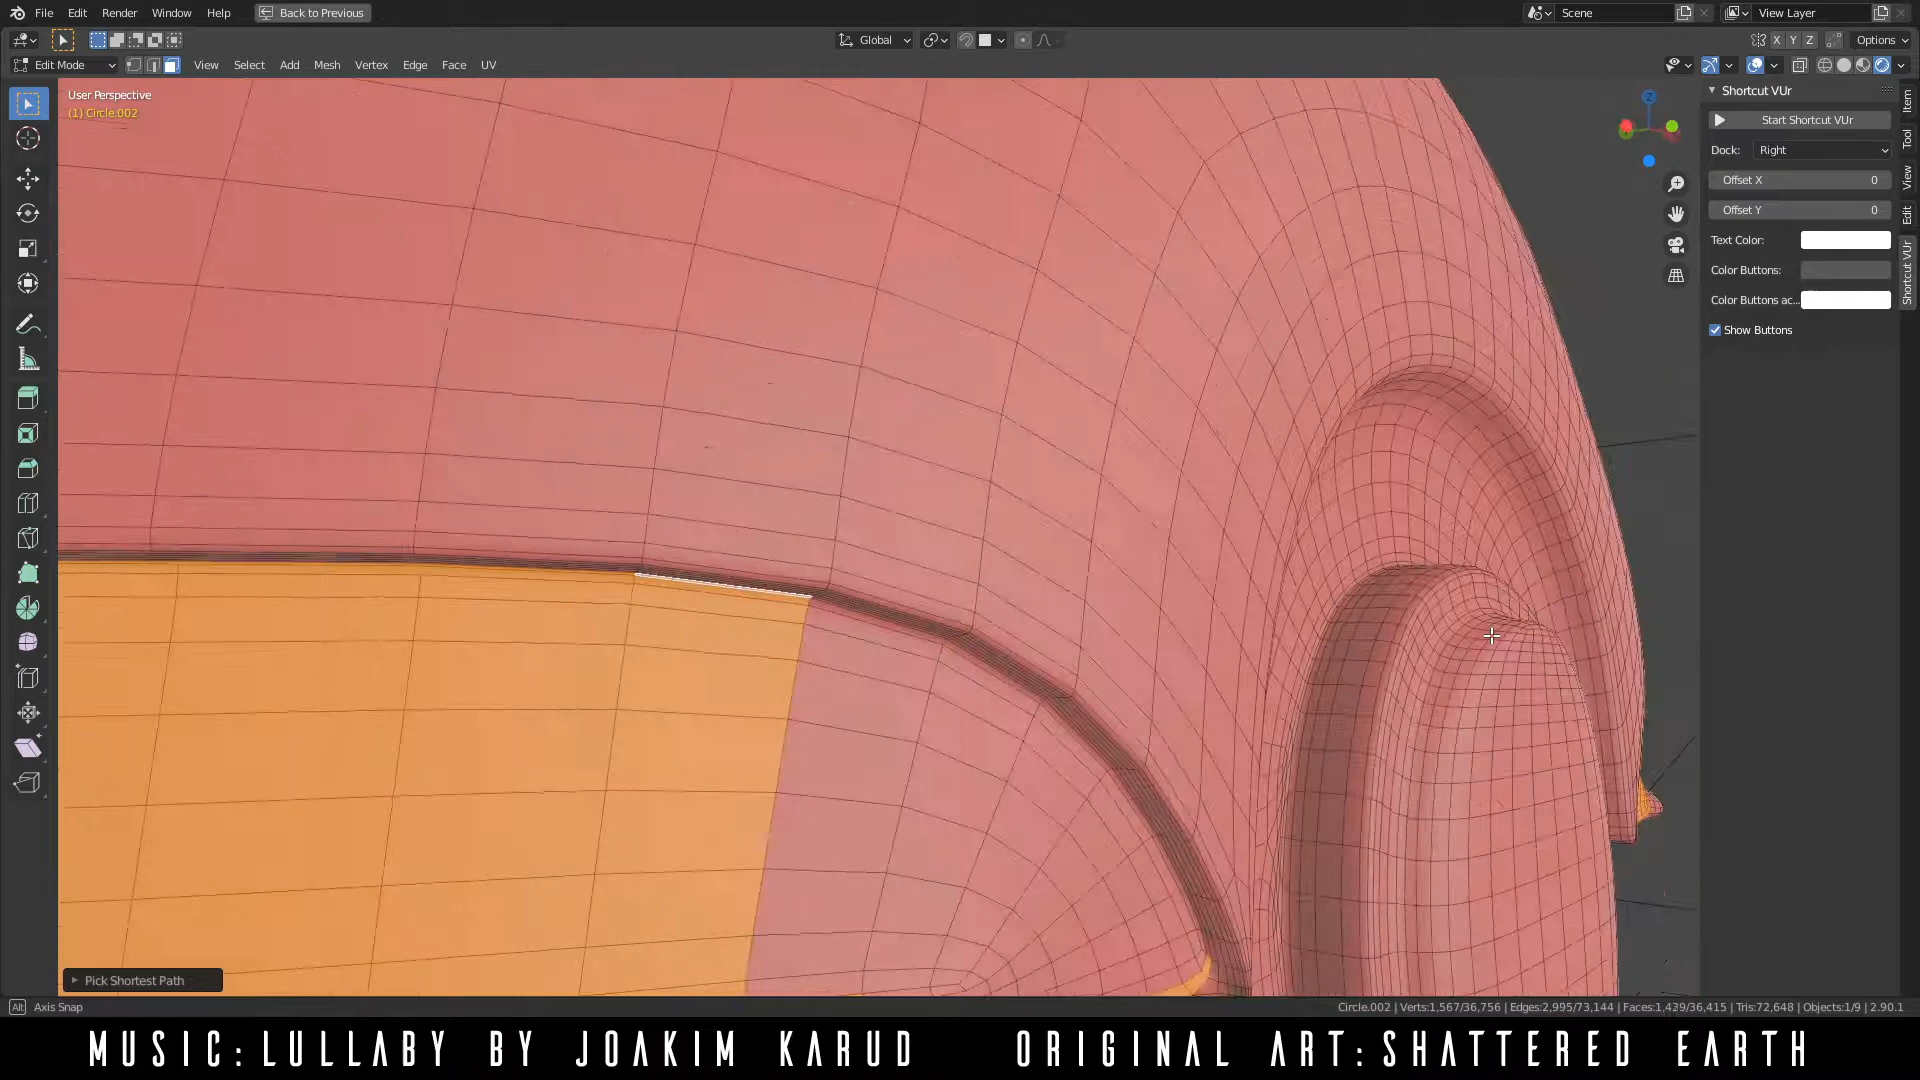 File Edit Render Window Help Back to Previous Scene View Layer
Global X Y Z Options
Edit Mode View Select Add Mesh Vertex Edge Face UV
User Perspective
(1) Circle.002
Z
Shortcut VUr
Start Shortcut VUr
Dock: Right
Offset X 0
Offset Y 0
Text Color:
Color Buttons:
Color Buttons ac...
Show Buttons
Item
Tool
View
Edit
Shortcut VUr
Pick Shortest Path
Alt Axis Snap
Circle.002 | Verts:1,567/36,756 | Edges:2,995/73,144 | Faces:1,439/36,415 | Tris:72,648 | Objects:1/9 | 2.90.1
MUSIC: LULLABY BY JOAKIM KARUD ORIGINAL ART: SHATTERED EARTH